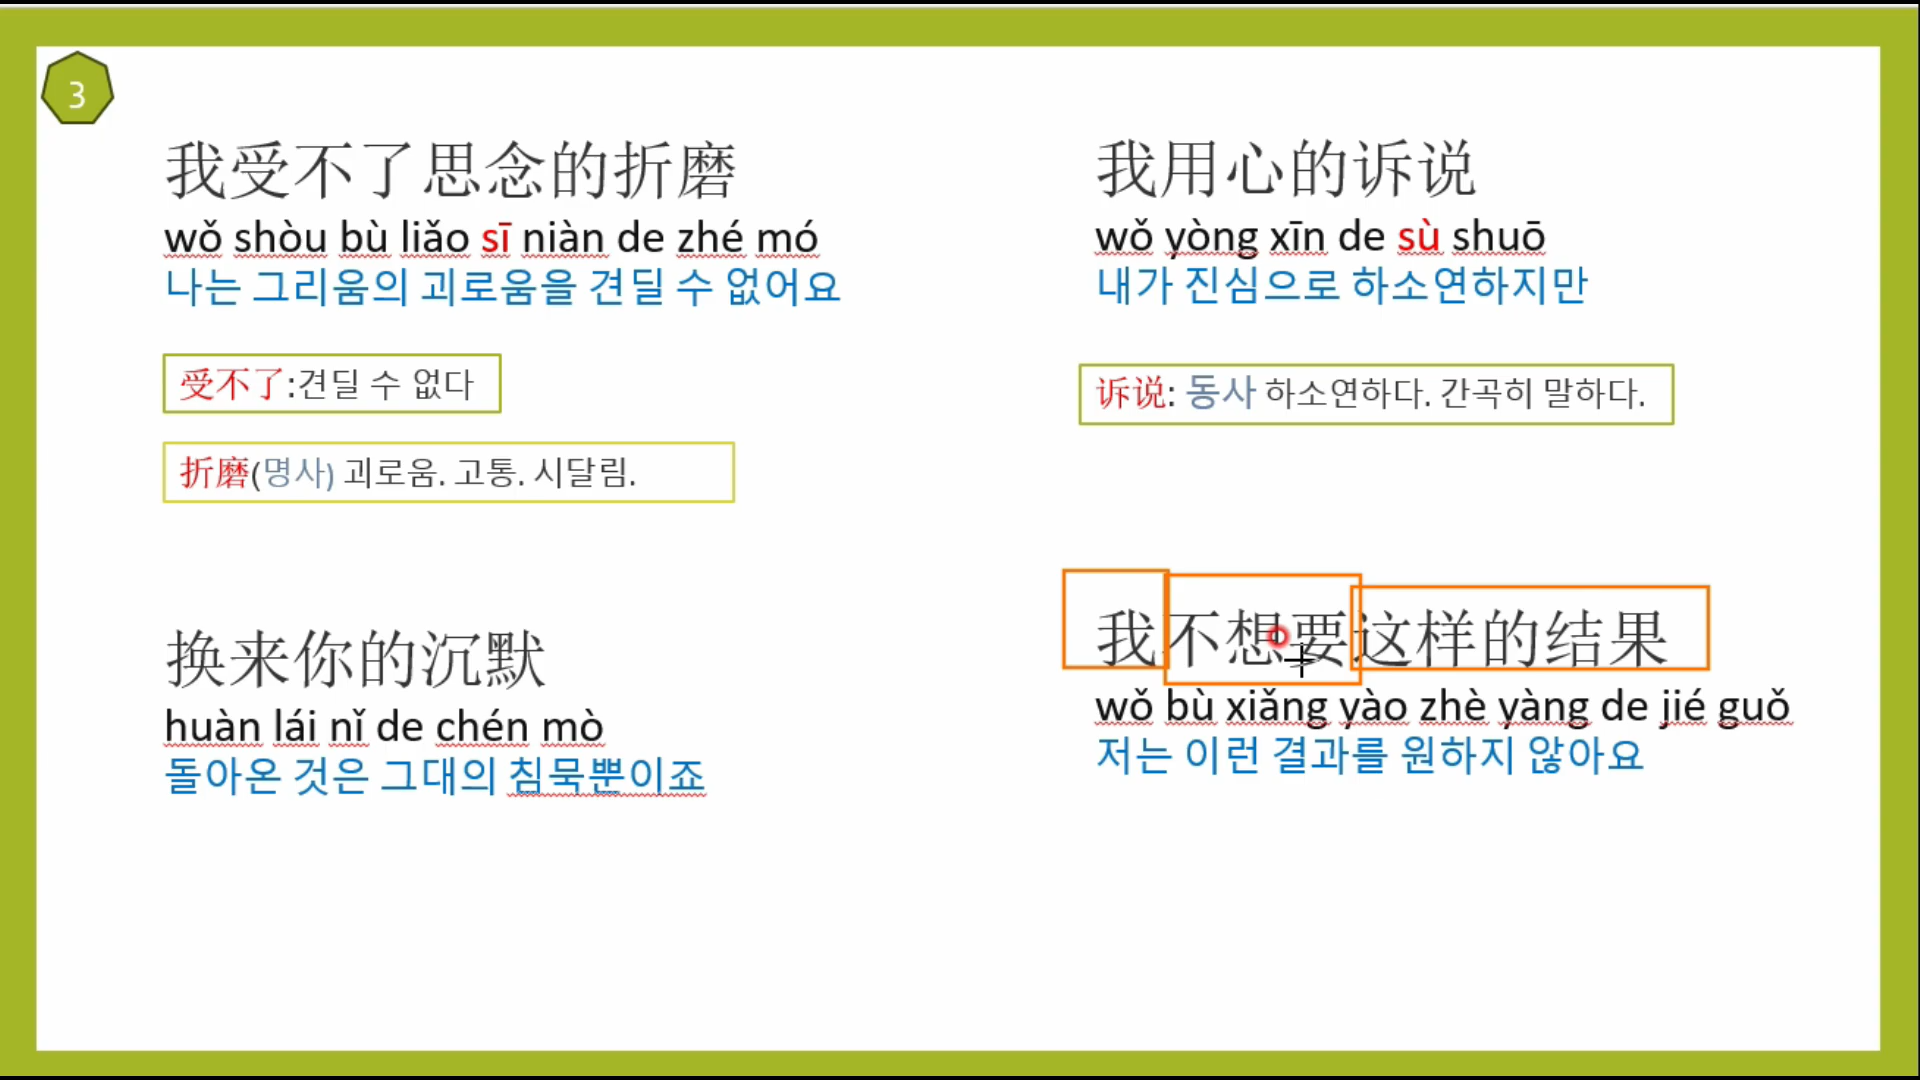 3
我受不了思念的折磨
wǒ shòu bù liǎo sī niàn de zhé mó
나는 그리움의 괴로움을 견딜 수 없어요
受不了:견딜 수 없다
折磨(명사) 괴로움. 고통. 시달림.
换来你的沉默
huàn lái nǐ de chén mò
돌아온 것은 그대의 침묵뿐이죠
我用心的诉说
wǒ yòng xīn de sù shuō
내가 진심으로 하소연하지만
诉说: 동사 하소연하다. 간곡히 말하다.
我不想要这样的结果
wǒ bù xiǎng yào zhè yàng de jié guǒ
저는 이런 결과를 원하지 않아요